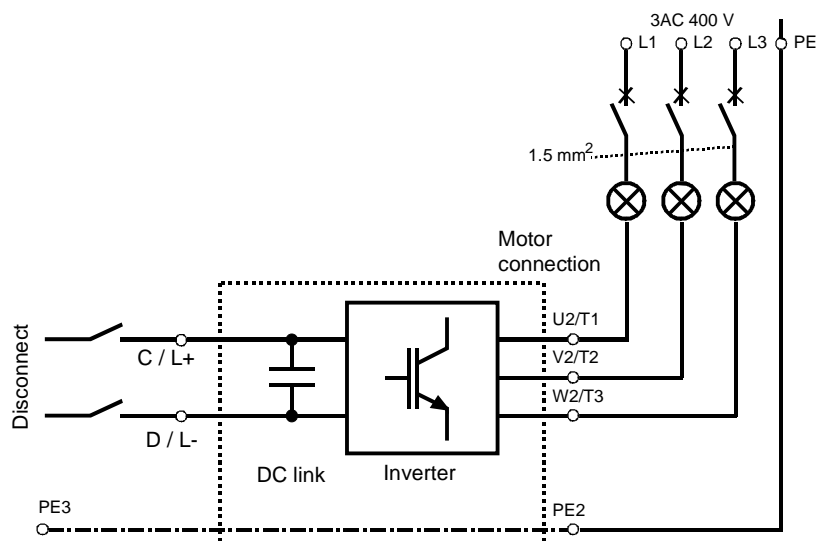 3AC 400 V
L1
L2
L3
PE
1.5 mm2
Motor
connection
U2/T1
V2/T2
W2/T3
Disconnect
C / L+
D / L-
DC link
Inverter
PE3
PE2